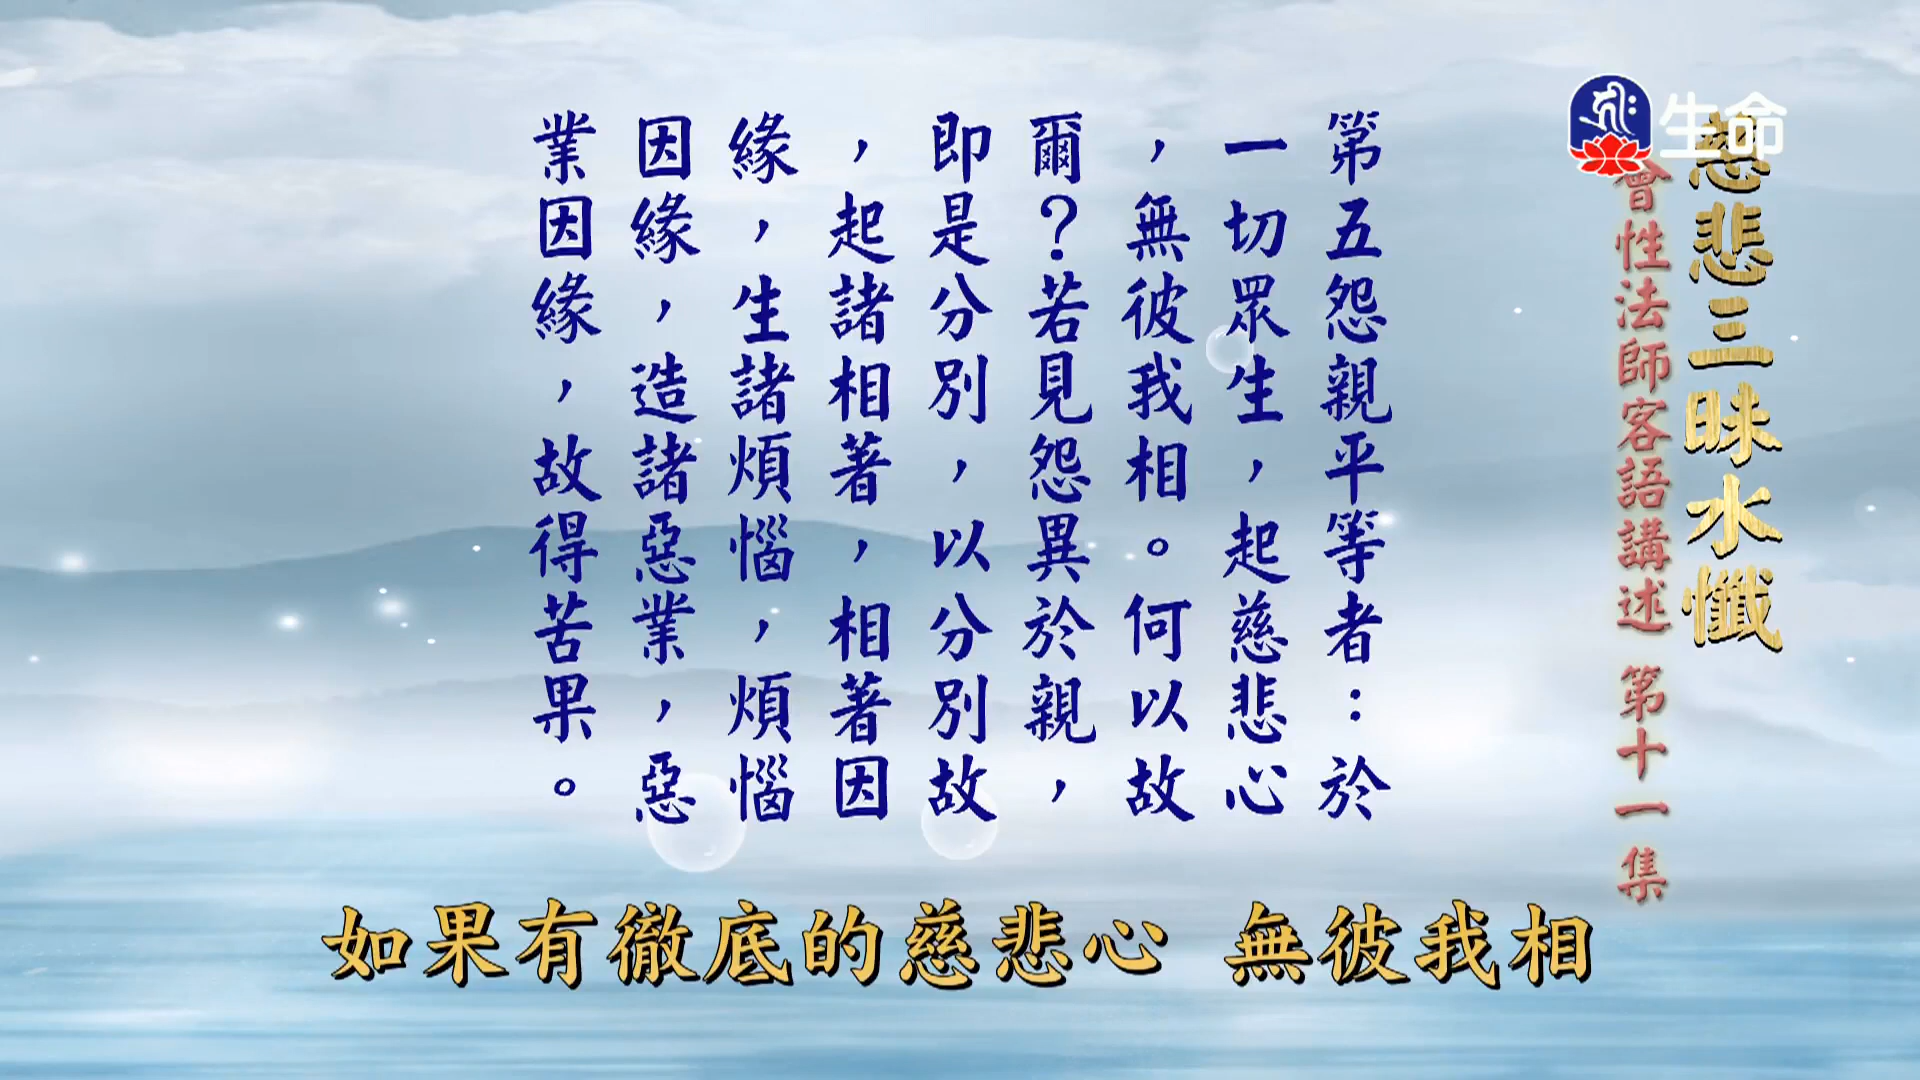 生命
慈悲三昧水懺
會性法師客語講述 第十一集
第五怨親平等者：於
一切眾生，起慈悲心
，無彼我相。何以故
爾？若見怨異於親，
即是分別，以分別故
，起諸相著，相著因
緣，生諸煩惱，煩惱
因緣，造諸惡業，惡
業因緣，故得苦果。
如果有徹底的慈悲心 無彼我相